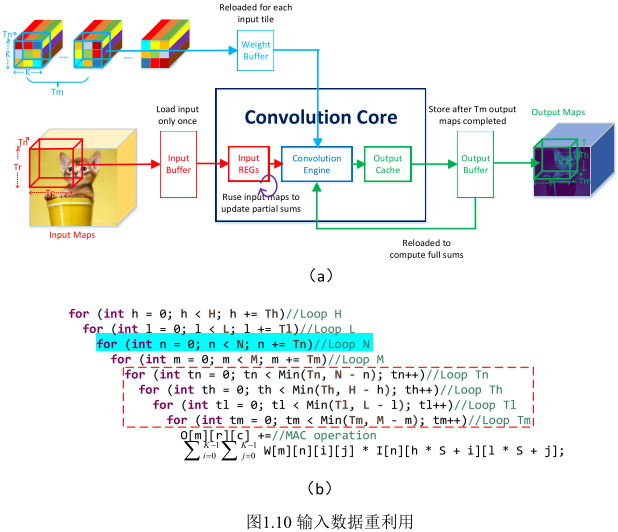 Reloaded for each
input tile
Tn
K
K
Tm
Weight
Buffer
Load input
only once
Convolution Core
Store after Tm output
maps completed
Output Maps
Tn
Tr
Tc
Input
Buffer
Input
REGs
Convolution
Engine
Output
Cache
Output
Buffer
Th
Tl
Tm
Ruse input maps to
update partial sums
Input Maps
Reloaded to
compute full sums
（a）
for (int h = 0; h < H; h += Th)//Loop H
for (int l = 0; l < L; l += Tl)//Loop L
for (int n = 0; n < N; n += Tn)//Loop N
for (int m = 0; m < M; m += Tm)//Loop M
for (int tn = 0; tn < Min(Tn, N - n); tn++)//Loop Tn
for (int th = 0; th < Min(Th, H - h); th++)//Loop Th
for (int tl = 0; tl < Min(Tl, L - l); tl++)//Loop Tl
for (int tm = 0; tm < Min(Tm, M - m); tm++)//Loop Tm
O[m][r][c] +=//MAC operation
∑_{i=0}^{K-1} ∑_{j=0}^{K-1} W[m][n][i][j] * I[n][h * S + i][l * S + j];
（b）
图1.10 输入数据重利用